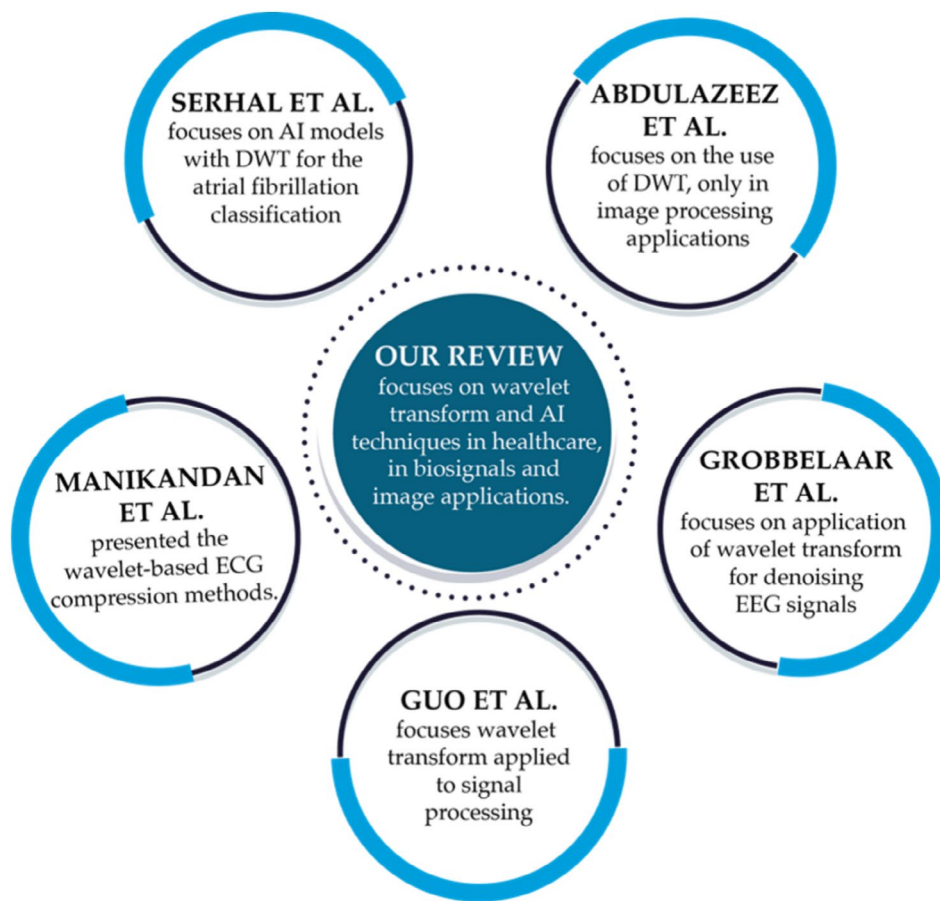 SERHAL ET AL.
focuses on AI models
with DWT for the
atrial fibrillation
classification
ABDULAZEEZ
ET AL.
focuses on the use
of DWT, only in
image processing
applications
OUR REVIEW
focuses on wavelet
transform and AI
techniques in healthcare,
in biosignals and
image applications.
MANIKANDAN
ET AL.
presented the
wavelet-based ECG
compression methods.
GROBBELAAR
ET AL.
focuses on application
of wavelet transform
for denoising
EEG signals
GUO ET AL.
focuses wavelet
transform applied
to signal
processing